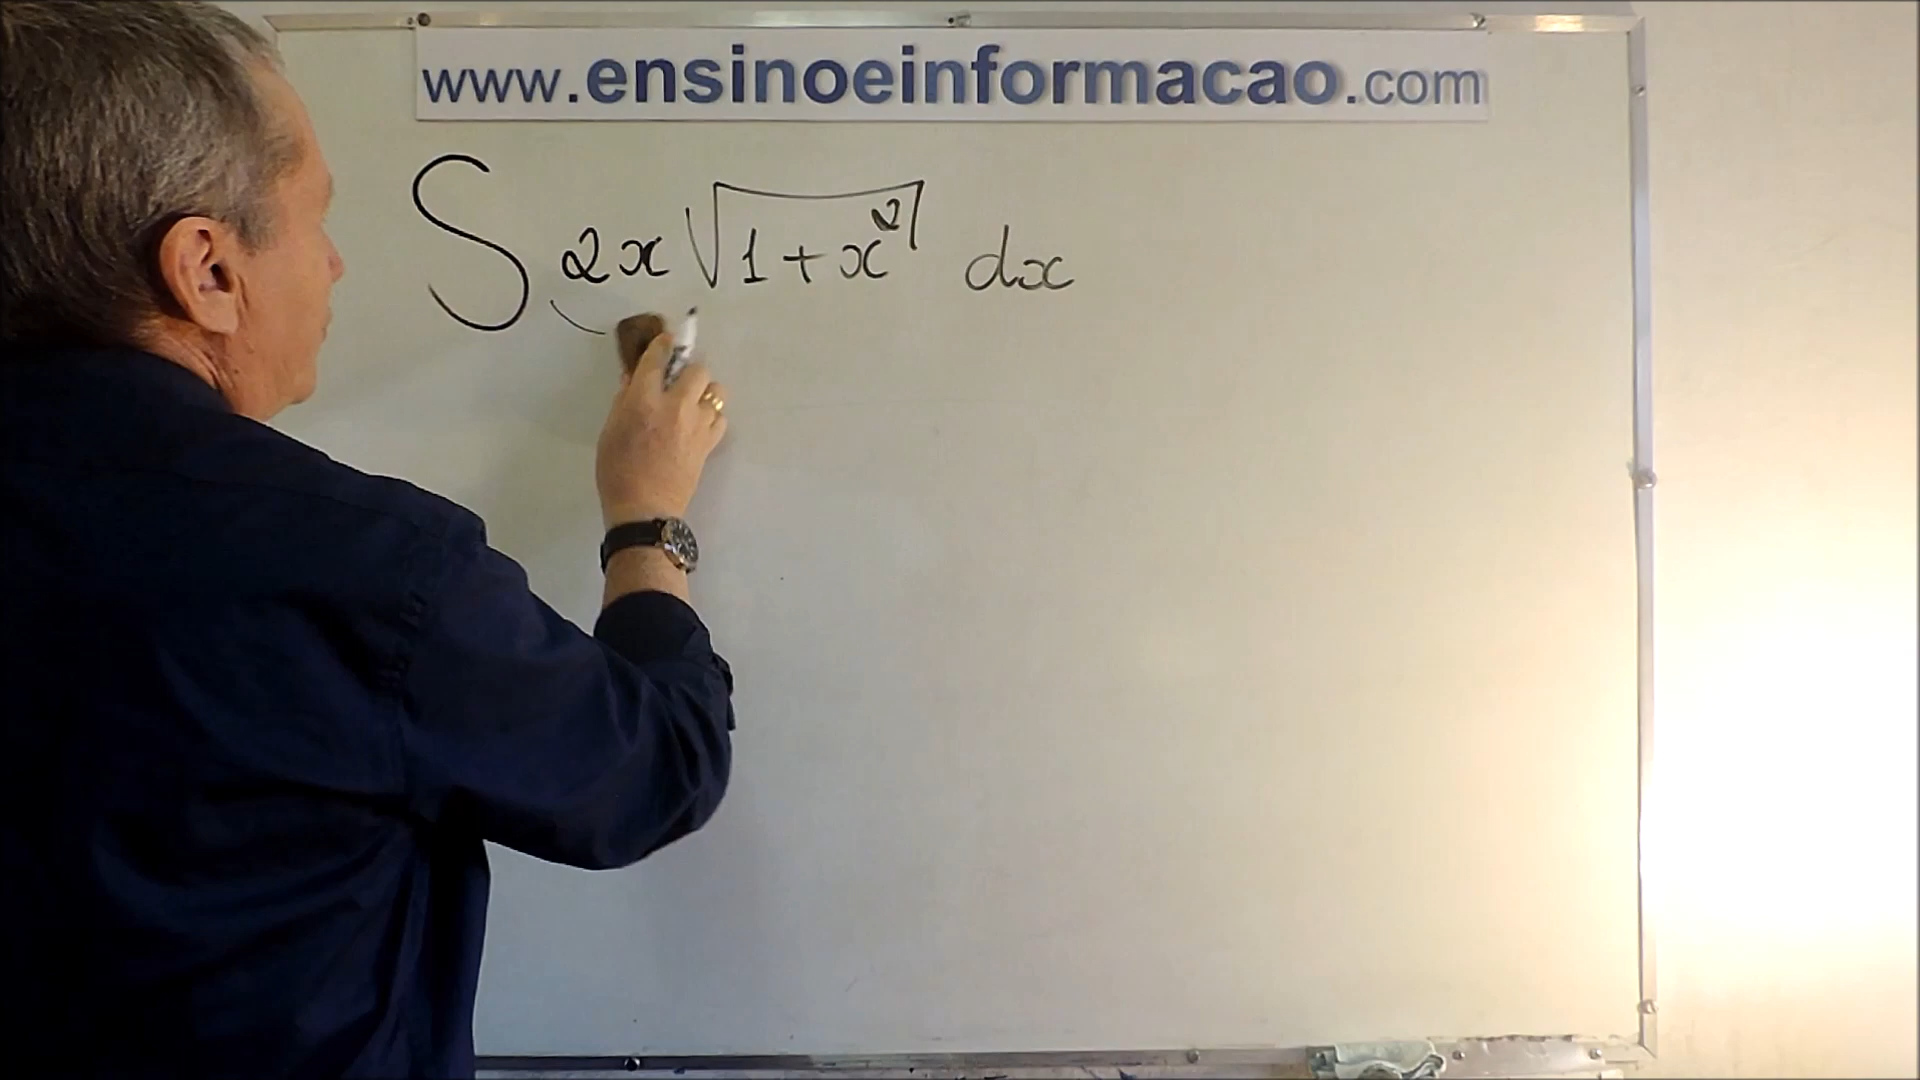 www.ensinoeinformacao.com
∫ 2x √(1 + x²) dx